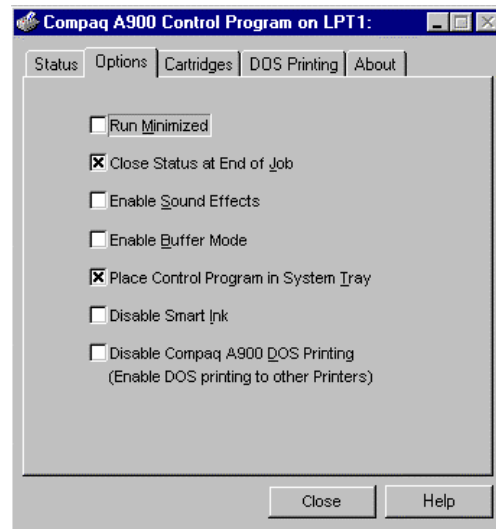 Compaq A900 Control Program on LPT1:
Status Options Cartridges DOS Printing About
Run Minimized
Close Status at End of Job
Enable Sound Effects
Enable Buffer Mode
Place Control Program in System Tray
Disable Smart Ink
Disable Compaq A900 DOS Printing
(Enable DOS printing to other Printers)
Close Help